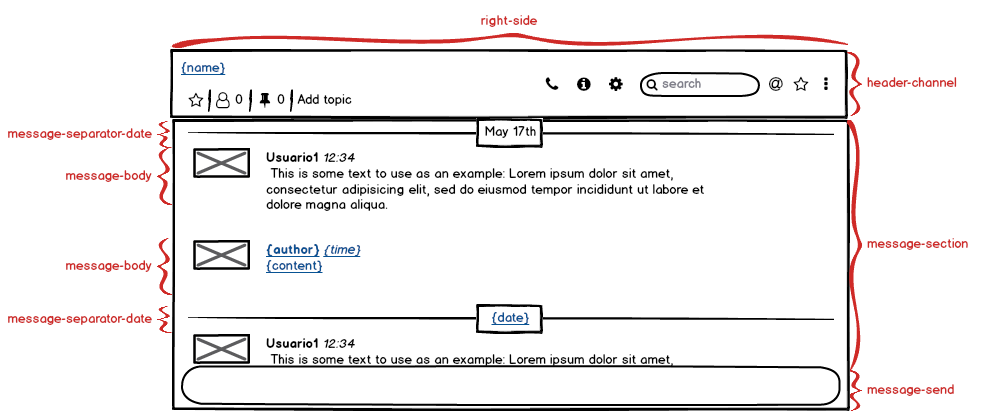 right-side
{name}
search
@
header-channel
0
0
Add topic
message-separator-date
May 17th
message-body
Usuario1 12:34
This is some text to use as an example: Lorem ipsum dolor sit amet,
consectetur adipisicing elit, sed do eiusmod tempor incididunt ut labore et
dolore magna aliqua.
message-section
message-body
{author} {time}
{content}
message-separator-date
{date}
Usuario1 12:34
This is some text to use as an example: Lorem ipsum dolor sit amet,
message-send